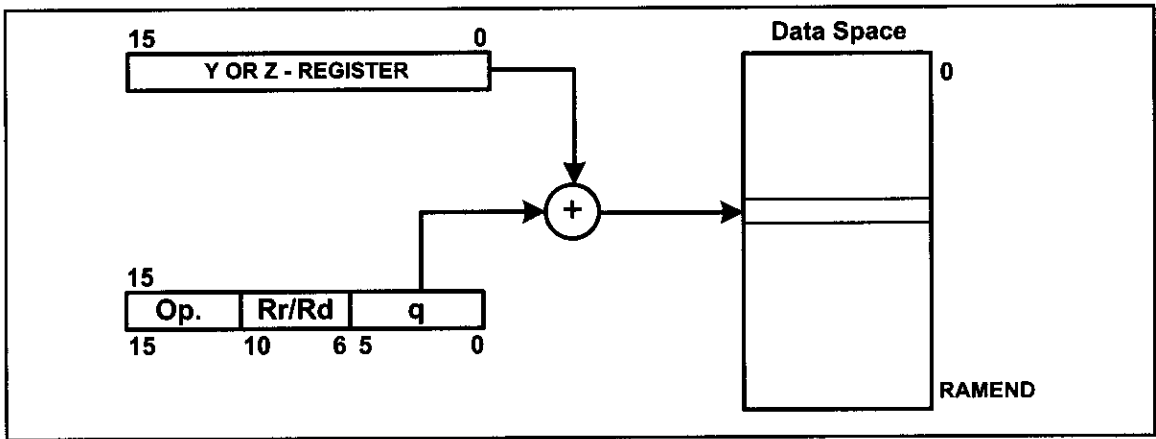 15 0
Y OR Z - REGISTER
Data Space
0
+
15
Op. Rr/Rd q
15 10 6 5 0
RAMEND